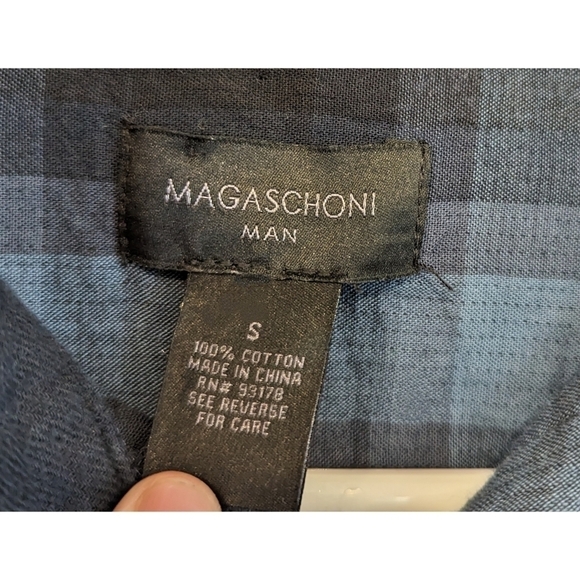 MAGASCHONI
MAN
S
100% COTTON
MADE IN CHINA
RN# 93178
SEE REVERSE
FOR CARE